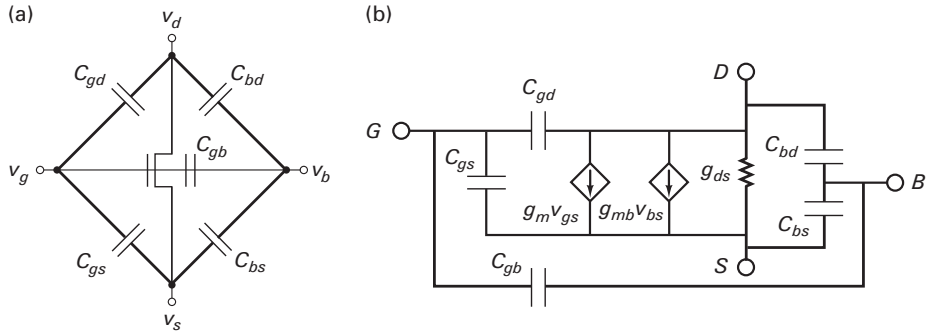 (a)
v_d
C_gd
C_bd
C_gb
v_g
v_b
C_gs
C_bs
v_s
(b)
D
C_gd
G
C_gs
C_bd
g_ds
B
g_m v_gs
g_mb v_bs
C_bs
S
C_gb